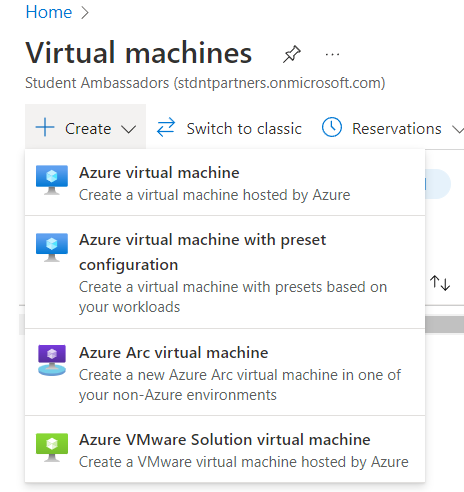 Home >
Virtual machines
Student Ambassadors (stdntpartners.onmicrosoft.com)
Create
Switch to classic
Reservations
Azure virtual machine
Create a virtual machine hosted by Azure
Azure virtual machine with preset
configuration
Create a virtual machine with presets based on
your workloads
Azure Arc virtual machine
Create a new Azure Arc virtual machine in one of
your non-Azure environments
Azure VMware Solution virtual machine
Create a VMware virtual machine hosted by Azure